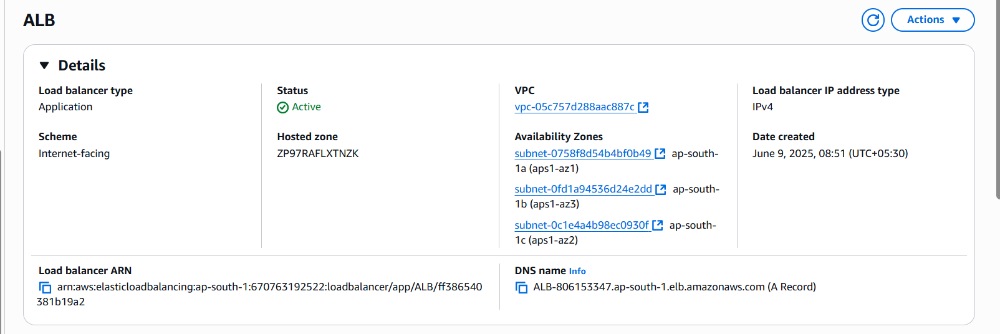 ALB
Actions
Details
Load balancer type
Application
Status
Active
VPC
vpc-05c757d288aac887c
Load balancer IP address type
IPv4
Scheme
Internet-facing
Hosted zone
ZP97RAFLXTNZK
Availability Zones
subnet-0758f8d54b4bf0b49 ap-south-
1a (aps1-az1)
subnet-0fd1a94536d24e2dd ap-south-
1b (aps1-az3)
subnet-0c1e4a4b98ec0930f ap-south-
1c (aps1-az2)
Date created
June 9, 2025, 08:51 (UTC+05:30)
Load balancer ARN
arn:aws:elasticloadbalancing:ap-south-1:670763192522:loadbalancer/app/ALB/ff386540
381b19a2
DNS name Info
ALB-806153347.ap-south-1.elb.amazonaws.com (A Record)